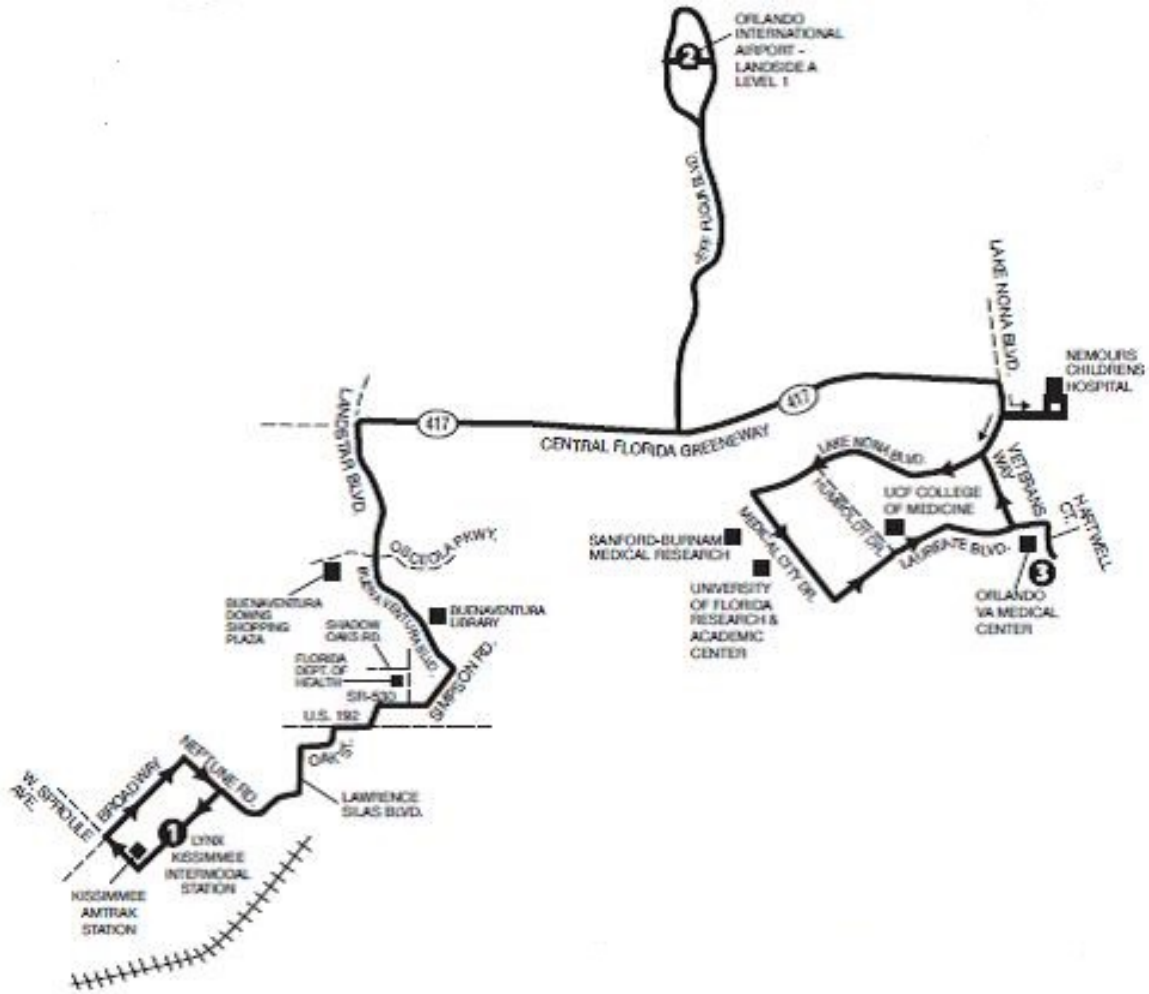 ORLANDO
INTERNATIONAL
AIRPORT -
LANDSIDE A
LEVEL 1
2
BLVD.
LAKE NONA BLVD.
NEMOURS
CHILDRENS
HOSPITAL
LANDSTAR BLVD.
417
417
CENTRAL FLORIDA GREENEWAY
LAKE NONA BLVD.
VETERANS
WAY
HARTWELL
CT.
HUMBOLDT DR.
UCF COLLEGE
OF MEDICINE
MEDICAL CITY DR.
LAUREATE BLVD.
SANFORD-BURNAM
MEDICAL RESEARCH
UNIVERSITY
OF FLORIDA
RESEARCH &
ACADEMIC
CENTER
3
ORLANDO
VA MEDICAL
CENTER
OSCEOLA PKWY.
BUENAVENTURA
DOWNS
SHOPPING
PLAZA
BUENAVENTURA BLVD.
BUENAVENTURA
LIBRARY
SHADOW
OAKS RD.
FLORIDA
DEPT. OF
HEALTH
SIMPSON RD.
SR-530
U.S. 192
OAK ST.
NEPTUNE RD.
BROADWAY
W. SPROULE
AVE.
LAWRENCE
SILAS BLVD.
1
LYNX
KISSIMMEE
INTERMODAL
STATION
KISSIMMEE
AMTRAK
STATION